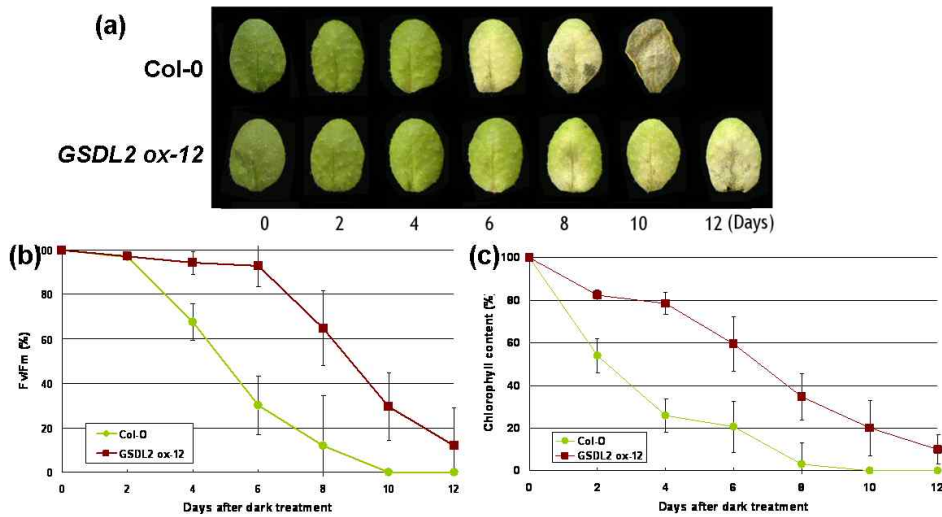 (a)
Col-0
GSDL2 ox-12
0 2 4 6 8 10 12 (Days)
(b)
100
80
60
40
20
0
Fv/Fm (%)
Col-0
GSDL2 ox-12
0 2 4 6 8 10 12
Days after dark treatment
(c)
100
80
60
40
20
0
Chlorophyll content (%)
Col-0
GSDL2 ox-12
0 2 4 6 8 10 12
Days after dark treatment